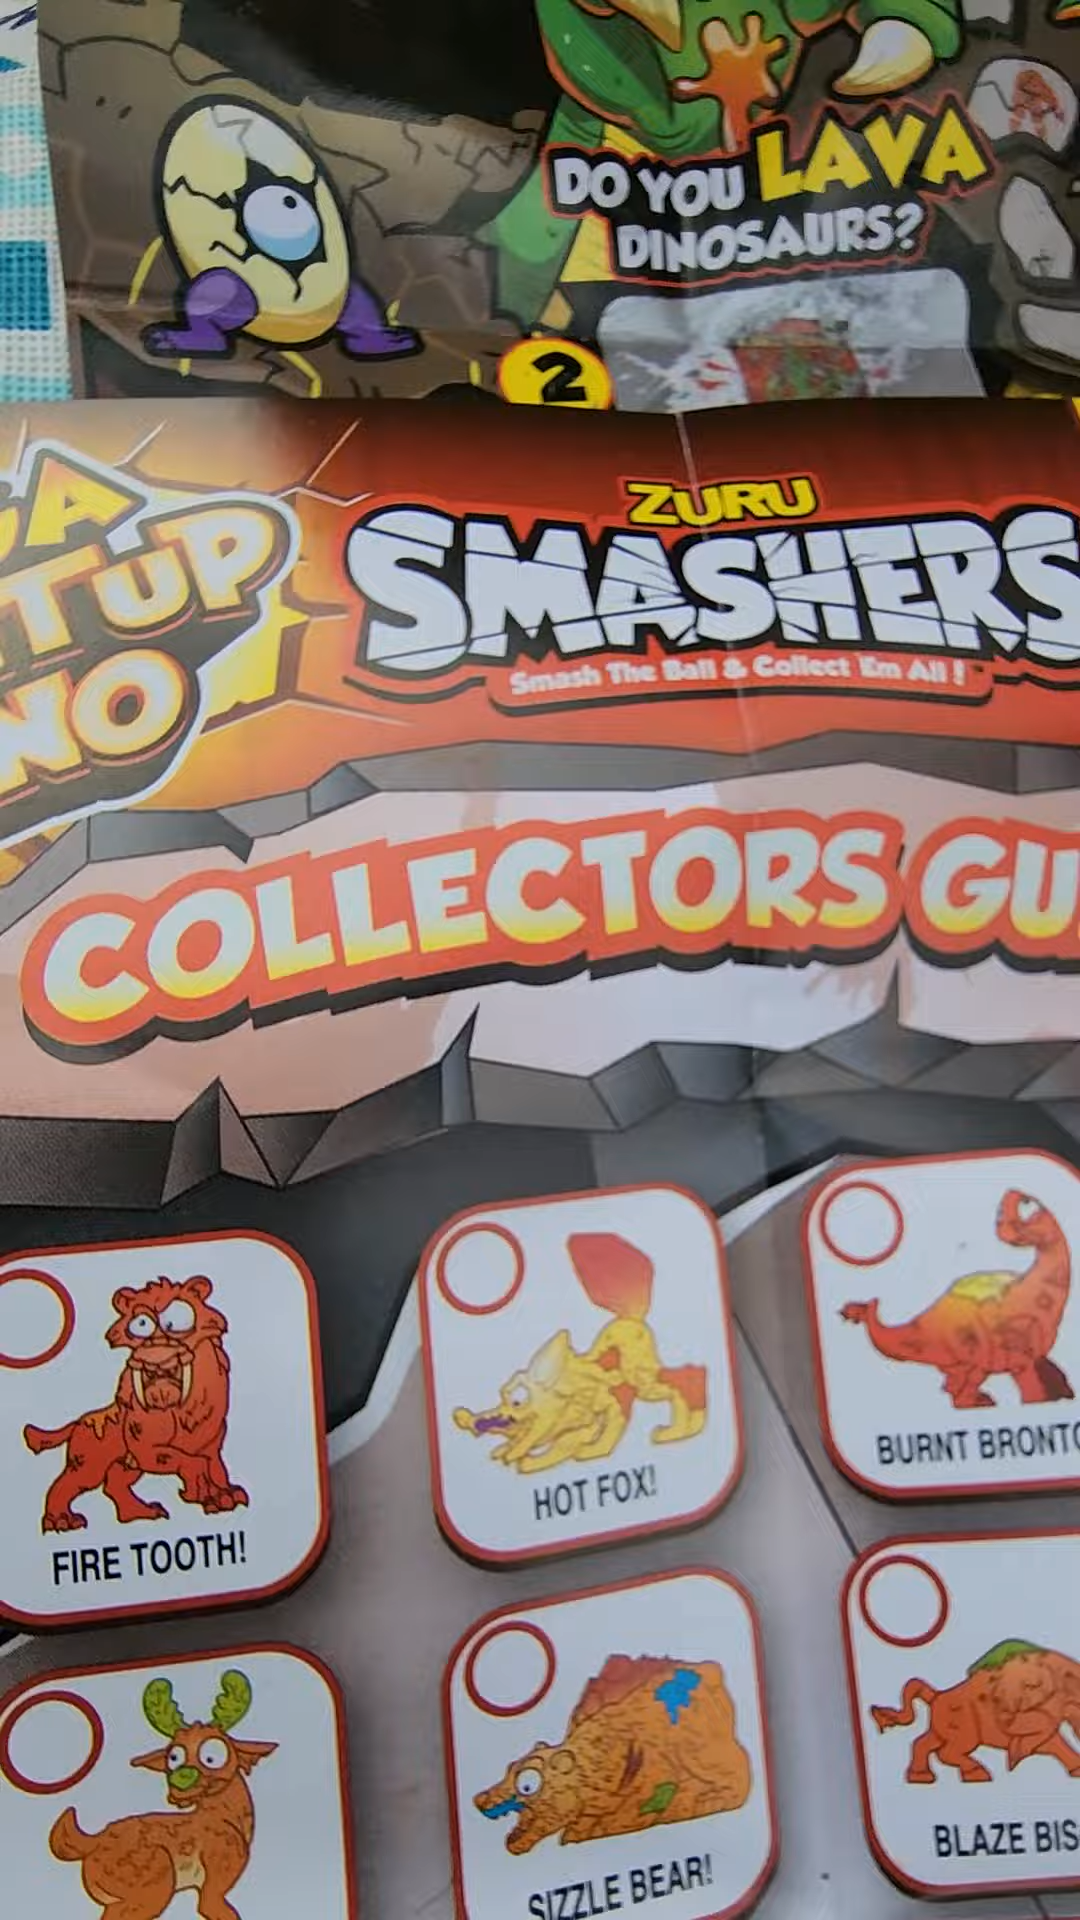 DO YOU LAVA
DINOSAURS?
2
ZURU
SMASHERS
Smash The Ball & Collect 'Em All!
COLLECTORS GU
FIRE TOOTH!
HOT FOX!
BURNT BRONTO
SIZZLE BEAR!
BLAZE BIS